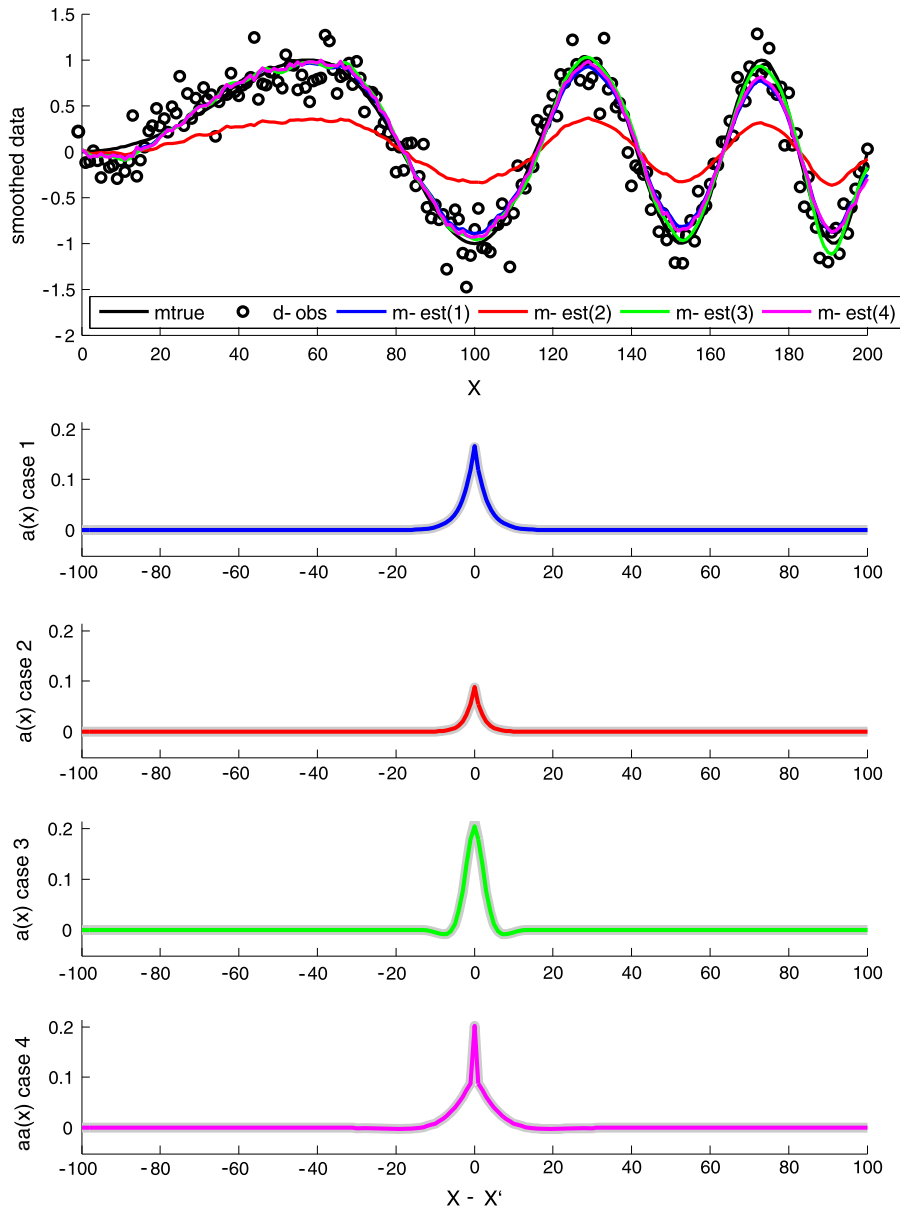 1.5
1
0.5
0
-0.5
-1
-1.5
-2
smoothed data
mtrue d- obs m- est(1) m- est(2) m- est(3) m- est(4)
0 20 40 60 80 100 120 140 160 180 200
X
0.2
0.1
0
a(x) case 1
-100 -80 -60 -40 -20 0 20 40 60 80 100
0.2
0.1
0
a(x) case 2
-100 -80 -60 -40 -20 0 20 40 60 80 100
0.2
0.1
0
a(x) case 3
-100 -80 -60 -40 -20 0 20 40 60 80 100
0.2
0.1
0
aa(x) case 4
-100 -80 -60 -40 -20 0 20 40 60 80 100
X - X‘